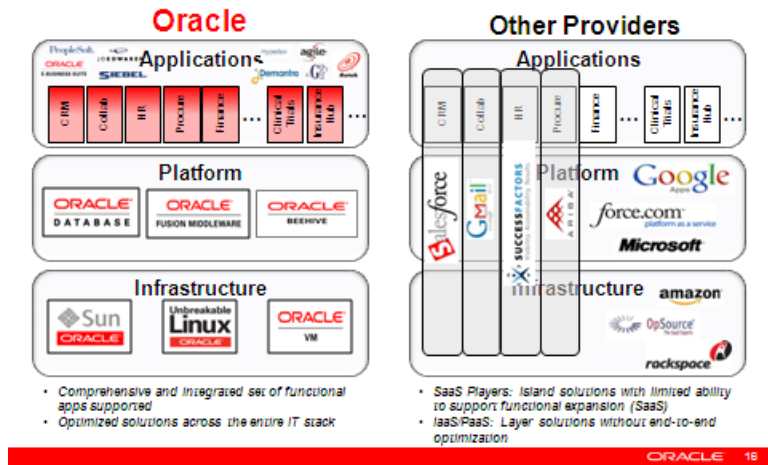 Oracle
Applications
PeopleSoft
JDEDWARDS
Hyperion
agile
ORACLE
E-BUSINESS SUITE
SIEBEL
Demantra
G2
Retek
CRM
Collab
HR
Procure
Finance
...
Clinical
Trials
Insurance
Hub
...
Platform
ORACLE
DATABASE
ORACLE
FUSION MIDDLEWARE
ORACLE
BEEHIVE
Infrastructure
Sun
ORACLE
Unbreakable
Linux
ORACLE
ORACLE
VM
• Comprehensive and integrated set of functional
apps supported
• Optimized solutions across the entire IT stack
Other Providers
Applications
CRM
Collab
HR
Procure
Finance
...
Clinical
Trials
Insurance
Hub
...
Platform
salesforce
Gmail
SUCCESSFACTORS
ARIBA
Google
Apps
force.com
platform as a service
Microsoft
Infrastructure
amazon
OpSource
rackspace
• SaaS Players: Island solutions with limited ability
to support functional expansion (SaaS)
• IaaS/PaaS: Layer solutions without end-to-end
optimization
ORACLE 16